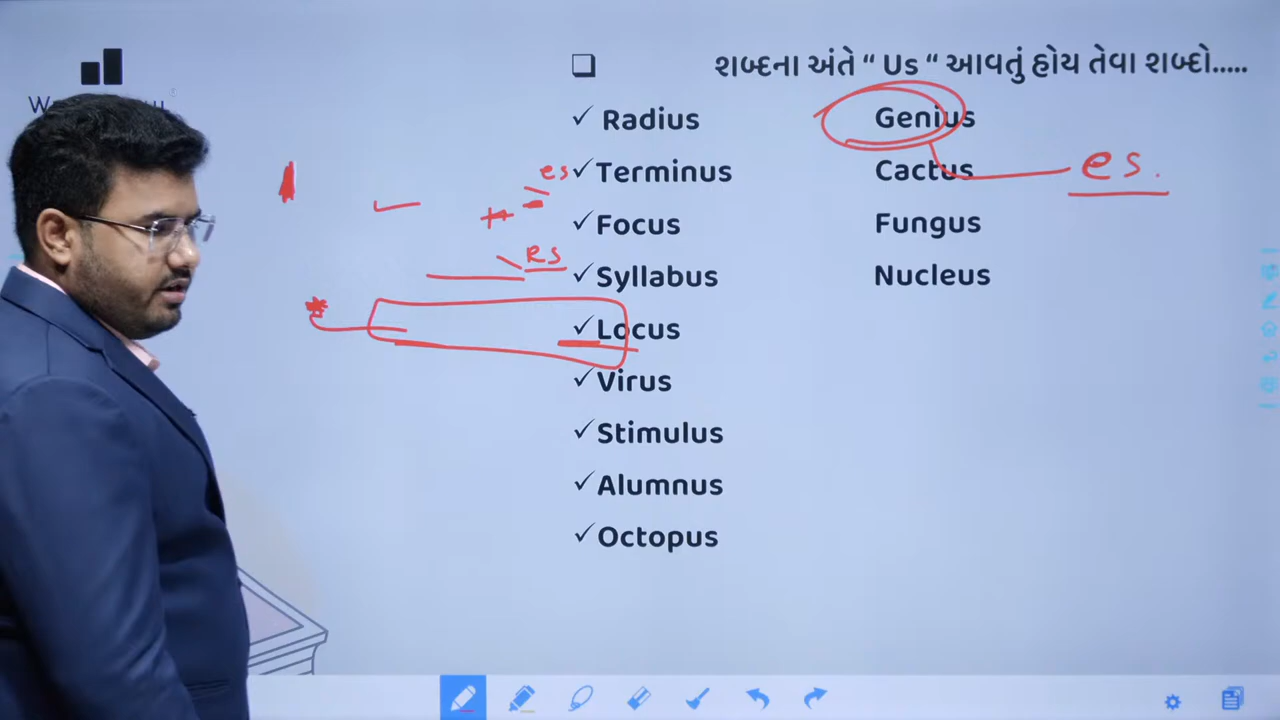 શબ્દના અંતે “ Us “ આવતું હોય તેવા શબ્દો.....
✓ Radius
Genius
✓ Terminus
Cactus
es
es.
✓ Focus
Fungus
✓ Syllabus
Nucleus
RS
✓ Locus
✓ Virus
✓ Stimulus
✓ Alumnus
✓ Octopus